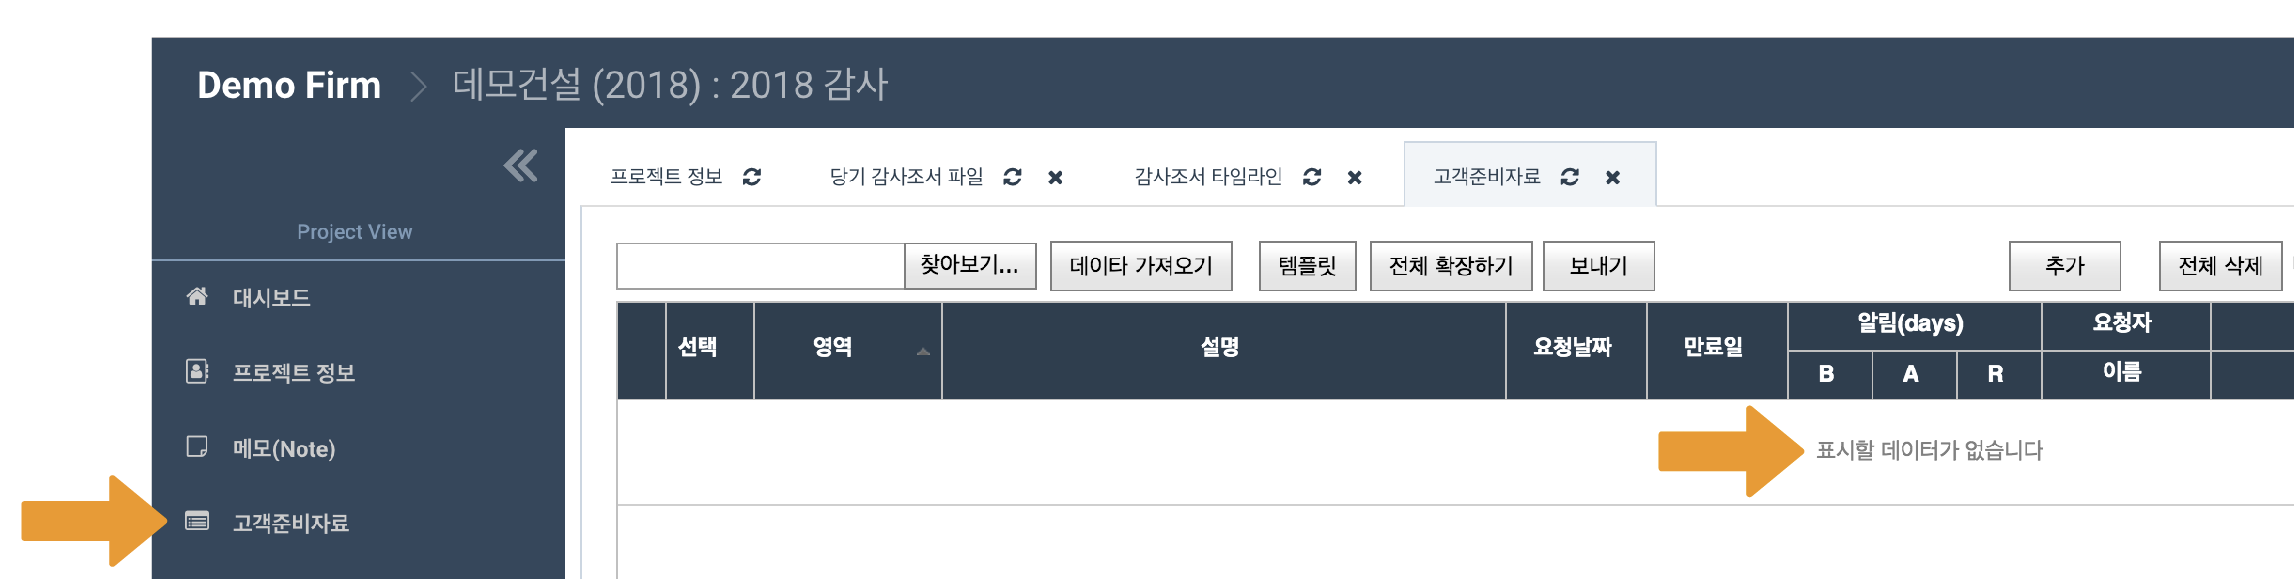 Demo Firm > 데모건설 (2018) : 2018 감사
프로젝트 정보 당기 감사조서 파일 감사조서 타임라인 고객준비자료
Project View
대시보드
프로젝트 정보
메모(Note)
고객준비자료
찾아보기... 데이타 가져오기 템플릿 전체 확장하기 보내기 추가 전체 삭제
선택 영역 설명 요청날짜 만료일 알림(days) 요청자
B A R 이름
표시할 데이터가 없습니다